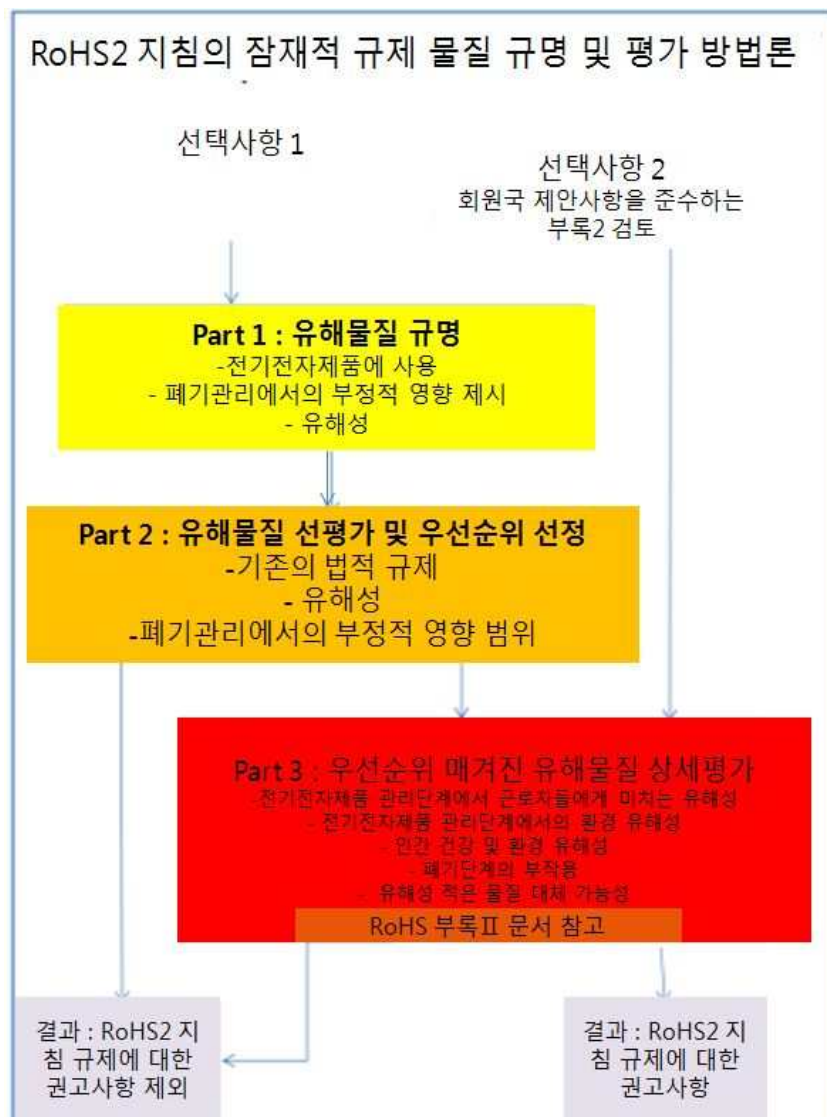 RoHS2 지침의 잠재적 규제 물질 규명 및 평가 방법론
선택사항 1
선택사항 2
회원국 제안사항을 준수하는
부록2 검토
Part 1 : 유해물질 규명
-전기전자제품에 사용
- 폐기관리에서의 부정적 영향 제시
- 유해성
Part 2 : 유해물질 선평가 및 우선순위 선정
-기존의 법적 규제
- 유해성
-폐기관리에서의 부정적 영향 범위
Part 3 : 우선순위 매겨진 유해물질 상세평가
-전기전자제품 관리단계에서 근로자들에게 미치는 유해성
- 전기전자제품 관리단계에서의 환경 유해성
- 인간 건강 및 환경 유해성
- 폐기단계의 부작용
- 유해성 적은 물질 대체 가능성
RoHS 부록Ⅱ 문서 참고
결과 : RoHS2 지
침 규제에 대한
권고사항 제외
결과 : RoHS2 지
침 규제에 대한
권고사항